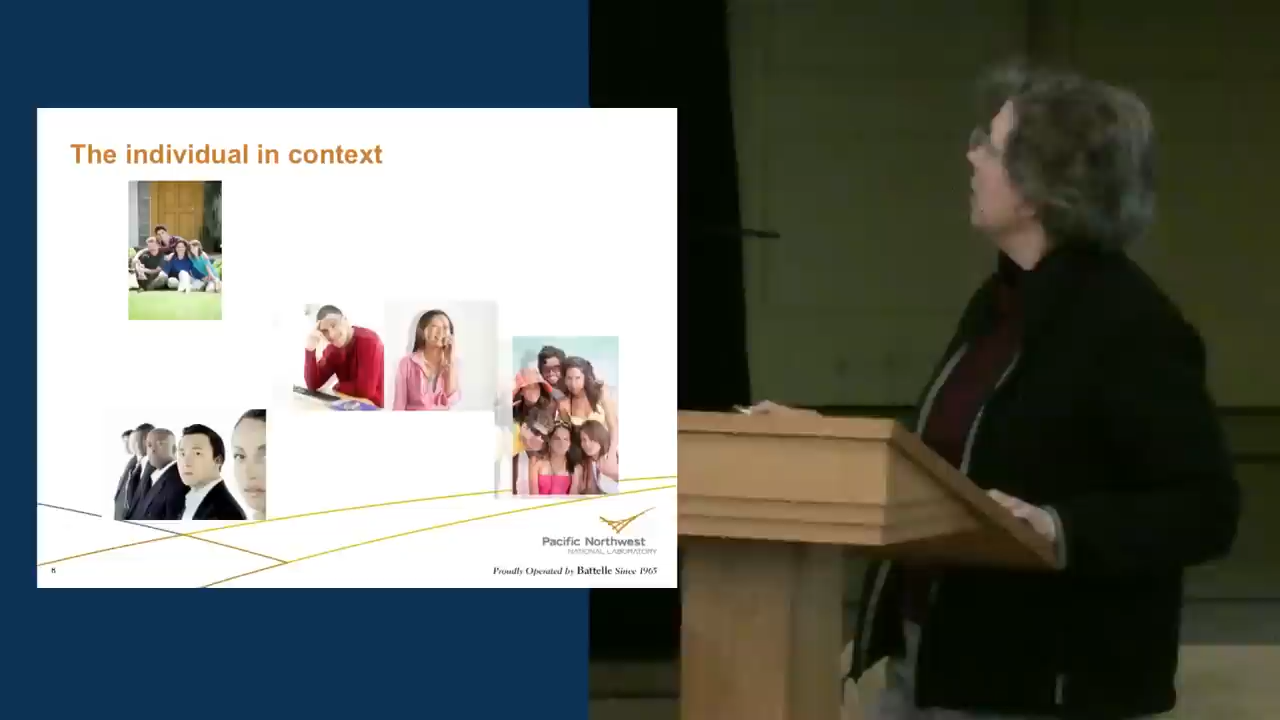 The individual in context
Pacific Northwest
NATIONAL LABORATORY
Proudly Operated by Battelle Since 1965